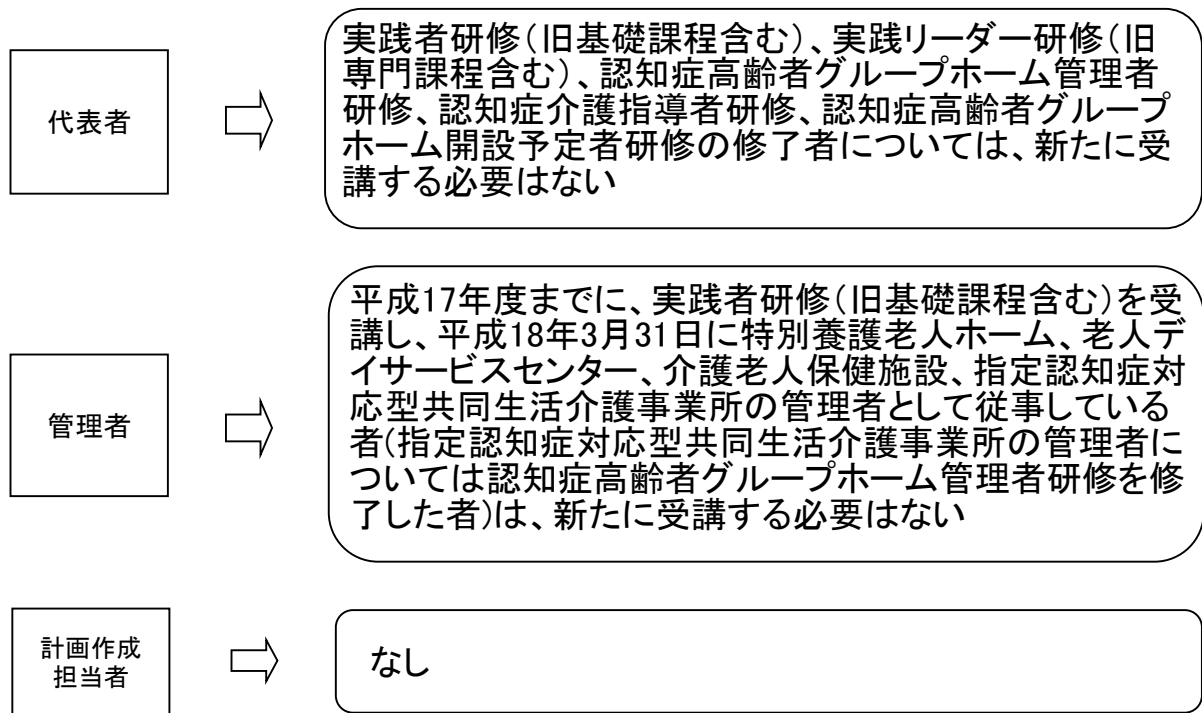 代表者
実践者研修（旧基礎課程含む）、実践リーダー研修（旧
専門課程含む）、認知症高齢者グループホーム管理者
研修、認知症介護指導者研修、認知症高齢者グループ
ホーム開設予定者研修の修了者については、新たに受
講する必要はない
管理者
平成17年度までに、実践者研修（旧基礎課程含む）を受
講し、平成18年3月31日に特別養護老人ホーム、老人デ
イサービスセンター、介護老人保健施設、指定認知症対
応型共同生活介護事業所の管理者として従事している
者(指定認知症対応型共同生活介護事業所の管理者に
ついては認知症高齢者グループホーム管理者研修を修
了した者)は、新たに受講する必要はない
計画作成
担当者
なし